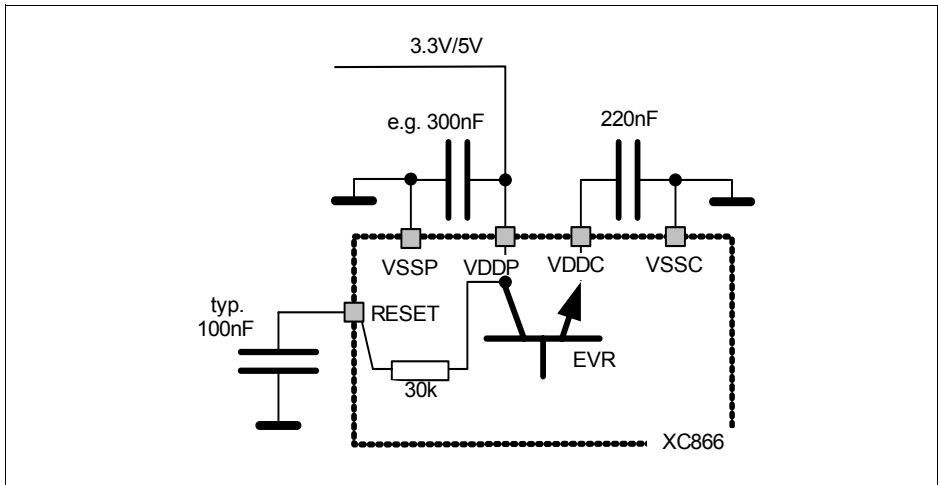 3.3V/5V
e.g. 300nF
220nF
VSSP
VDDP
VDDC
VSSC
typ.
100nF
RESET
EVR
30k
XC866